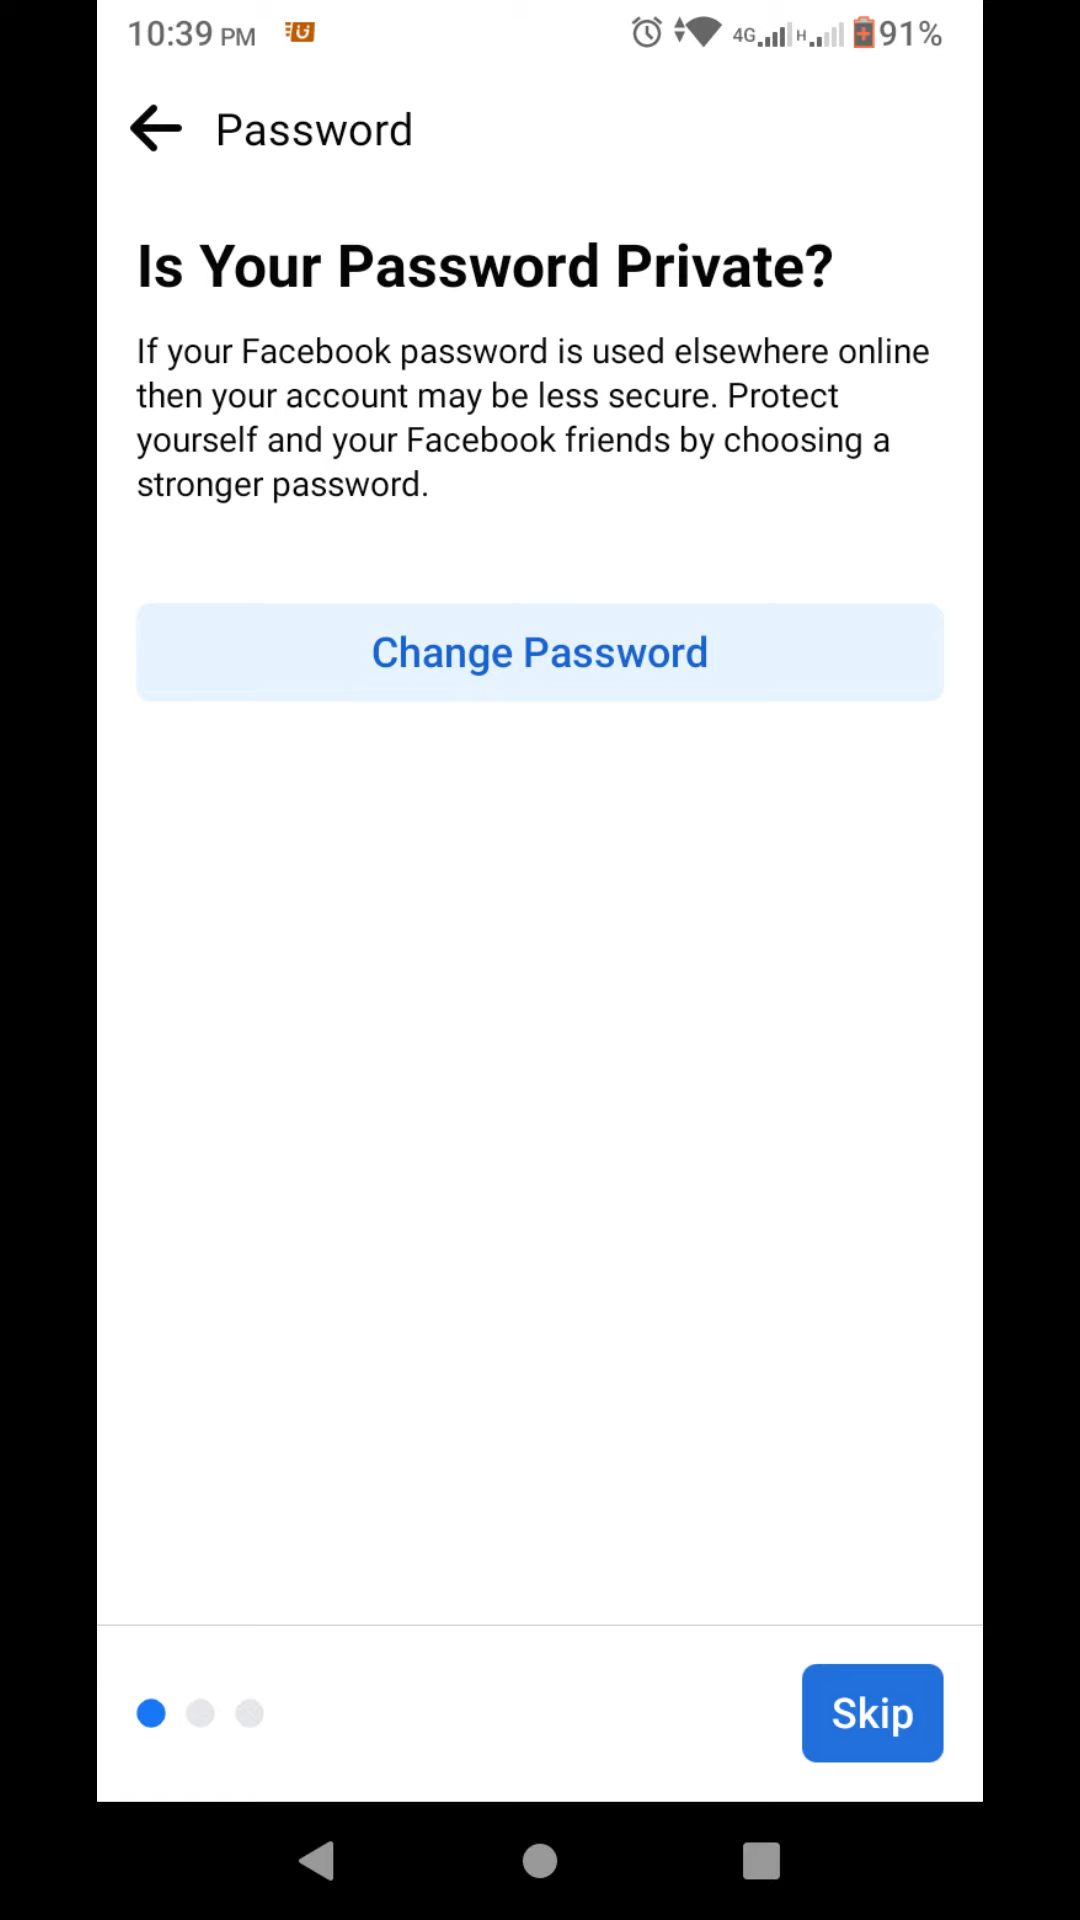 10:39 PM 4G H 91%
Password
Is Your Password Private?
If your Facebook password is used elsewhere online
then your account may be less secure. Protect
yourself and your Facebook friends by choosing a
stronger password.
Change Password
Skip